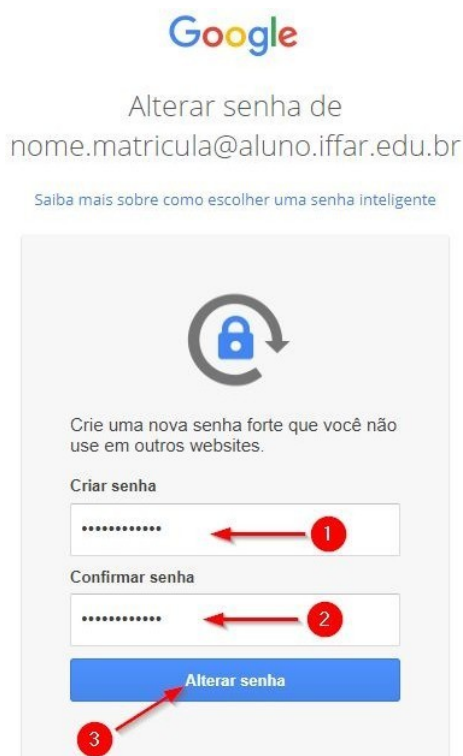 Google
Alterar senha de
nome.matricula@aluno.iffar.edu.br
Saiba mais sobre como escolher uma senha inteligente
Crie uma nova senha forte que você não
use em outros websites.
Criar senha
••••••••••••
1
Confirmar senha
••••••••••••
2
Alterar senha
3